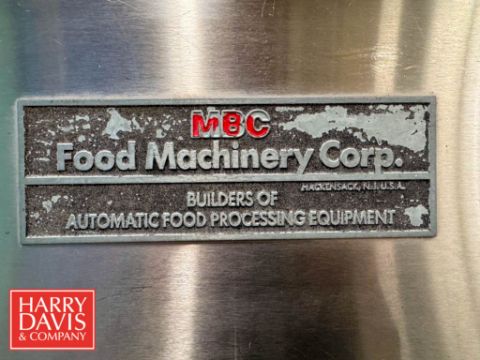 MBC
Food Machinery Corp.
HACKENSACK, N.J. U.S.A.
BUILDERS OF
AUTOMATIC FOOD PROCESSING EQUIPMENT
HARRY
DAVIS
& COMPANY